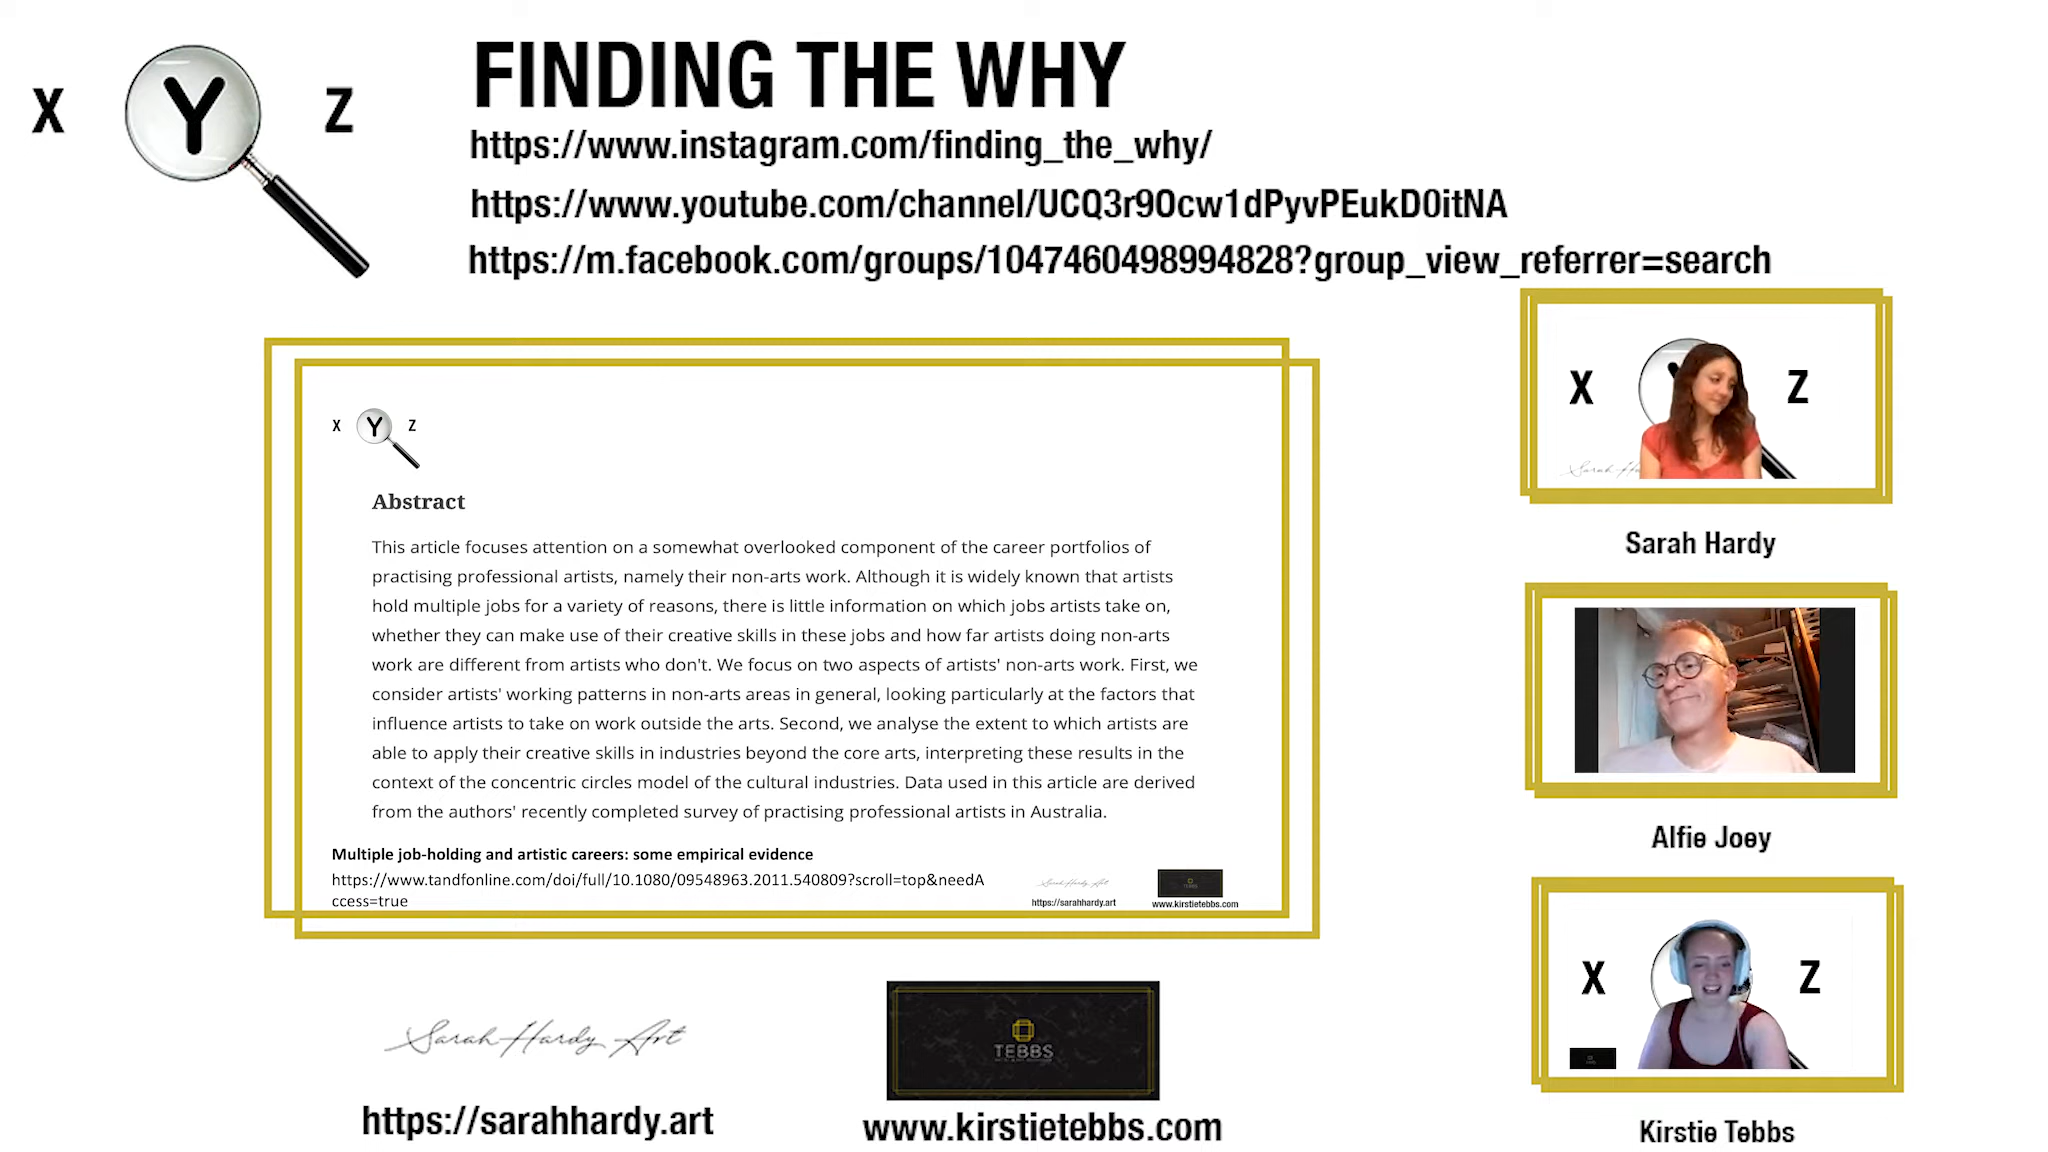 X Y Z
FINDING THE WHY
https://www.instagram.com/finding_the_why/
https://www.youtube.com/channel/UCQ3r9Ocw1dPyvPEukD0itNA
https://m.facebook.com/groups/1047460498994828?group_view_referrer=search
X Y Z
Abstract
This article focuses attention on a somewhat overlooked component of the career portfolios of
practising professional artists, namely their non-arts work. Although it is widely known that artists
hold multiple jobs for a variety of reasons, there is little information on which jobs artists take on,
whether they can make use of their creative skills in these jobs and how far artists doing non-arts
work are different from artists who don't. We focus on two aspects of artists' non-arts work. First, we
consider artists' working patterns in non-arts areas in general, looking particularly at the factors that
influence artists to take on work outside the arts. Second, we analyse the extent to which artists are
able to apply their creative skills in industries beyond the core arts, interpreting these results in the
context of the concentric circles model of the cultural industries. Data used in this article are derived
from the authors' recently completed survey of practising professional artists in Australia.
Multiple job-holding and artistic careers: some empirical evidence
https://www.tandfonline.com/doi/full/10.1080/09548963.2011.540809?scroll=top&needA
ccess=true
Sarah Hardy Art
https://sarahhardy.art
TEBBS
www.kirstietebbs.com
X Z
Sarah Hardy
Alfie Joey
X Z
Kirstie Tebbs
Sarah Hardy Art
https://sarahhardy.art
TEBBS
www.kirstietebbs.com